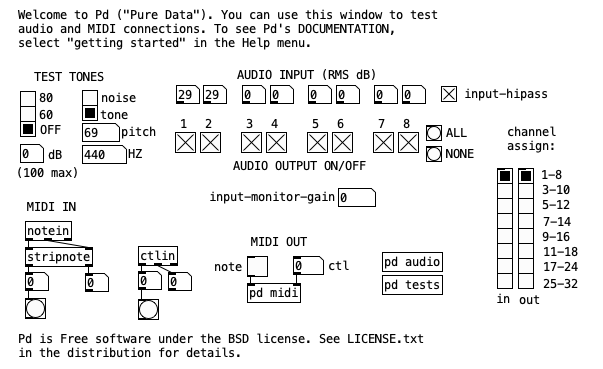 Welcome to Pd ("Pure Data"). You can use this window to test
audio and MIDI connections. To see Pd's DOCUMENTATION,
select "getting started" in the Help menu.
TEST TONES
80
60
OFF
noise
tone
69 pitch
0 dB
440 HZ
(100 max)
AUDIO INPUT (RMS dB)
29 29 0 0 0 0 0 0
input-hipass
1 2 3 4 5 6 7 8
ALL
NONE
AUDIO OUTPUT ON/OFF
input-monitor-gain 0
channel
assign:
1-8
3-10
5-12
7-14
9-16
11-18
17-24
25-32
in out
MIDI IN
notein
stripnote
0 0
ctlin
0 0
MIDI OUT
note
0 ctl
pd midi
pd audio
pd tests
Pd is Free software under the BSD license. See LICENSE.txt
in the distribution for details.